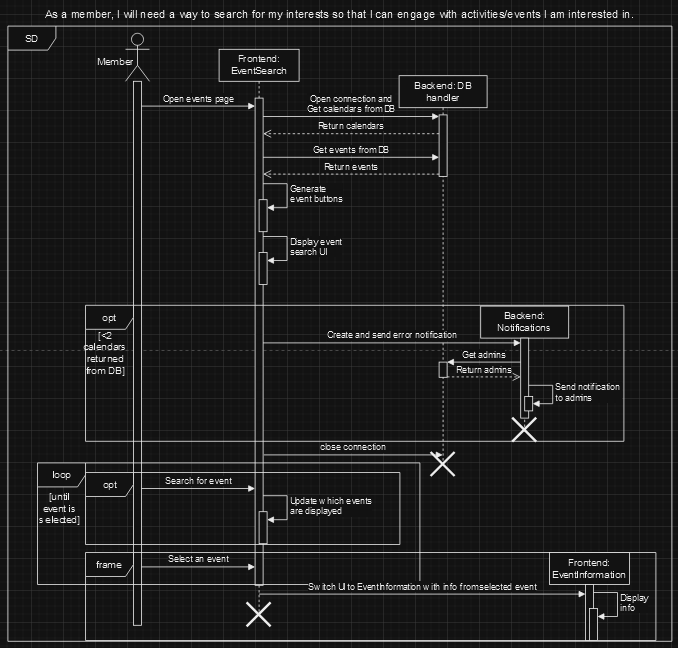 As a member, I will need a way to search for my interests so that I can engage with activities/events I am interested in.
SD
Member
Frontend:
EventSearch
Backend: DB
handler
Open events page
Open connection and
Get calendars from DB
Return calendars
Get events from DB
Return events
Generate
event buttons
Display event
search UI
opt
[<2
calendars
returned
from DB]
Backend:
Notifications
Create and send error notification
Get admins
Return admins
Send notification
to admins
close connection
loop
[until
event is
selected]
opt
Search for event
Update which events
are displayed
frame
Select an event
Frontend:
EventInformation
Switch UI to EventInformation with info from selected event
Display
info